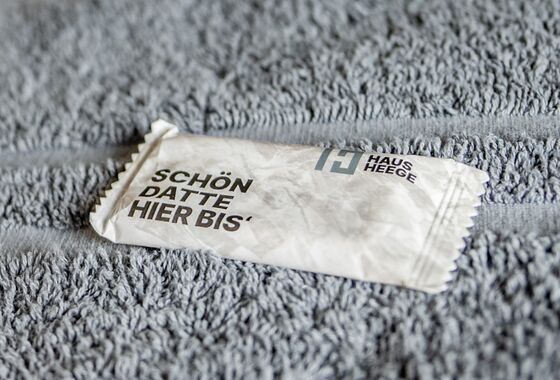 SCHÖN
DATTE
HIER BIS'
HAUS
HEEGE